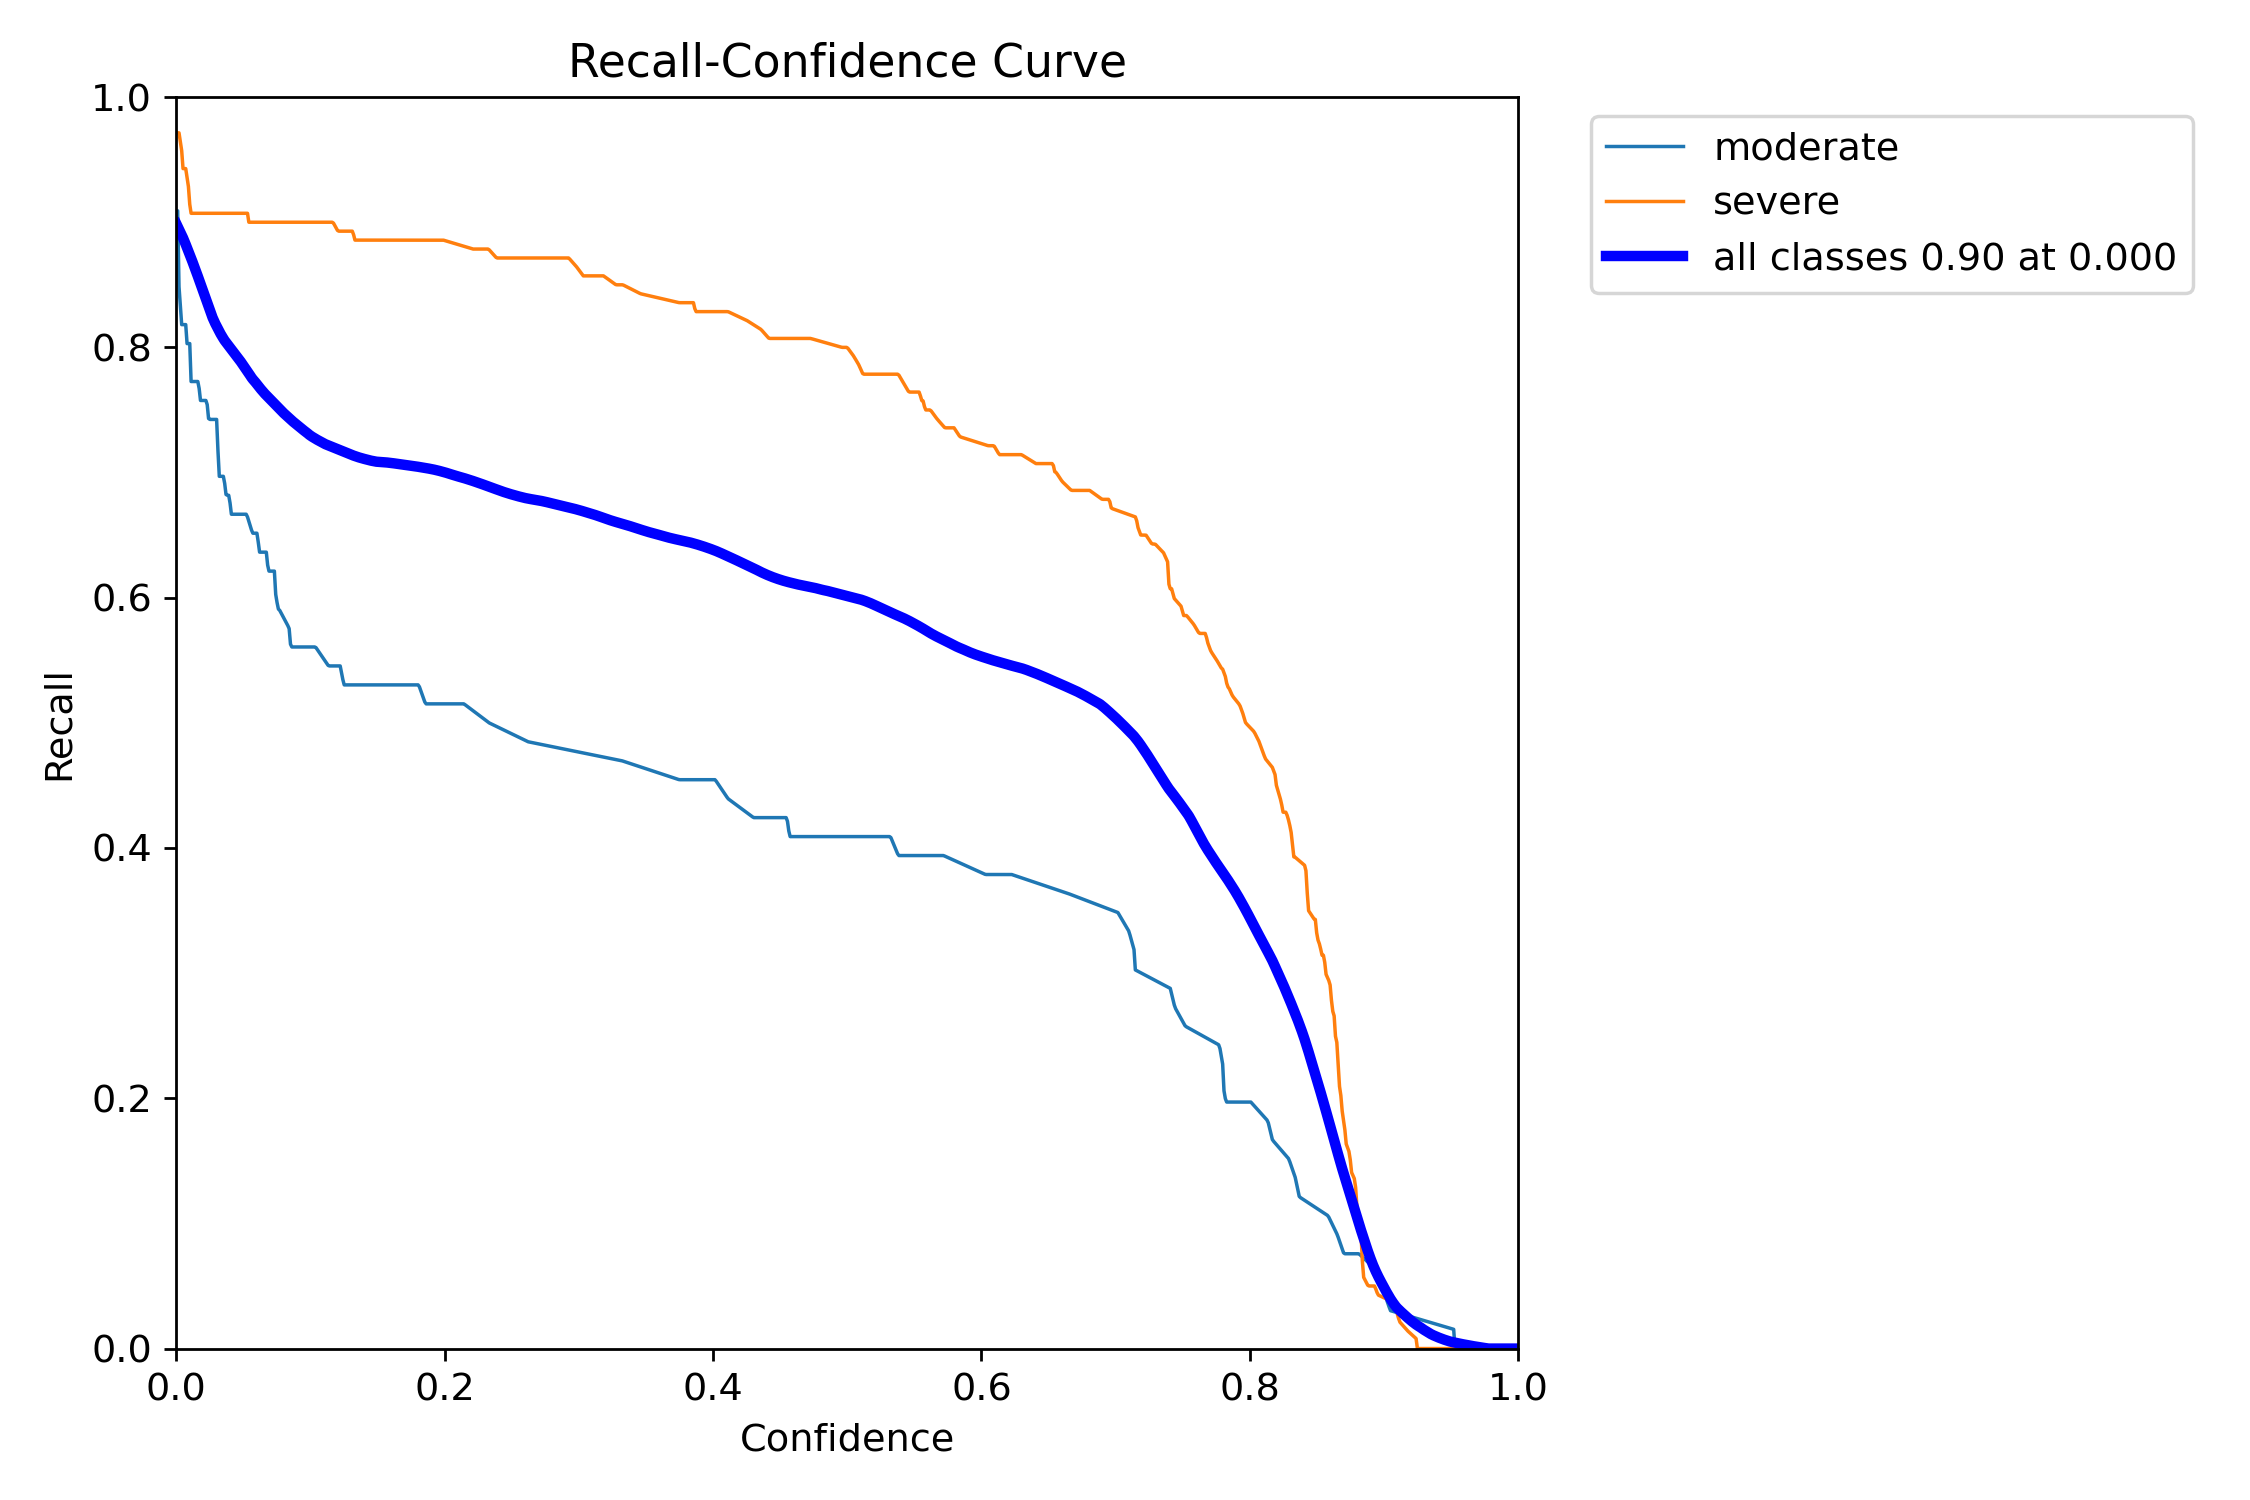 Recall-Confidence Curve
1.0
0.8
0.6
0.4
0.2
0.0
Recall
0.0 0.2 0.4 0.6 0.8 1.0
Confidence
moderate
severe
all classes 0.90 at 0.000